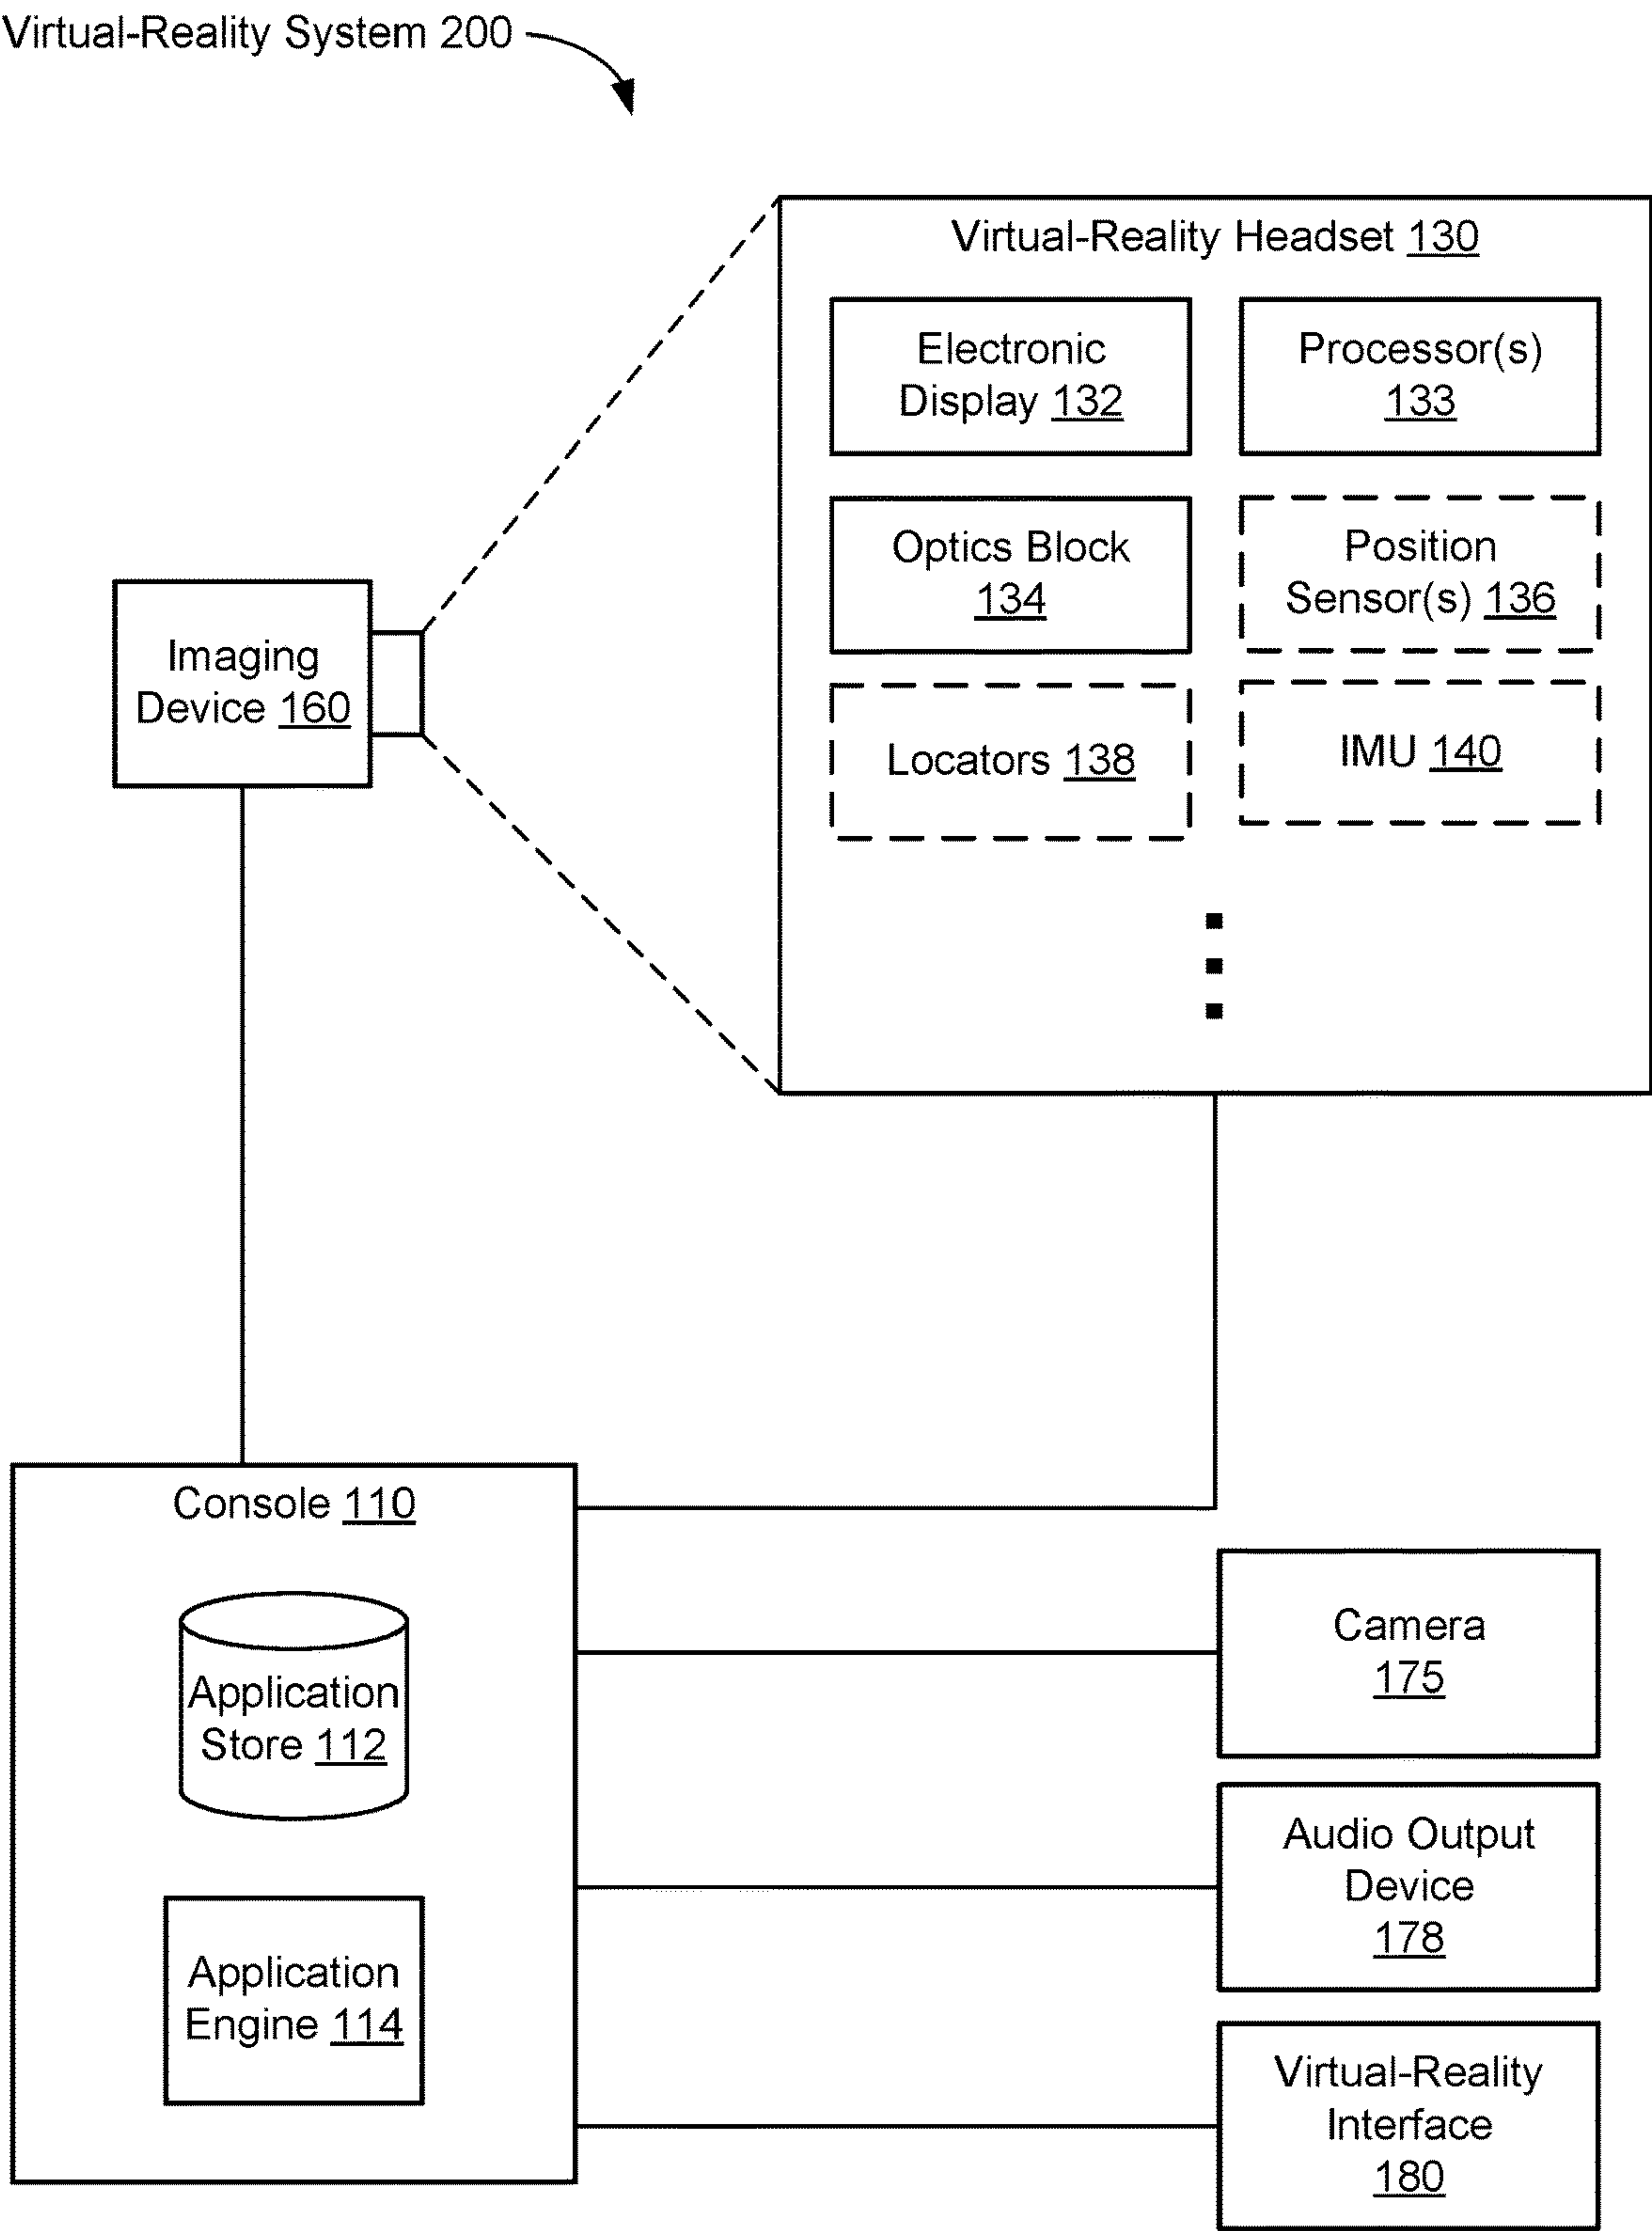 Virtual-Reality System 200
Virtual-Reality Headset 130
Electronic
Display 132
Processor(s)
133
Optics Block
134
Position
Sensor(s) 136
Locators 138
IMU 140
Imaging
Device 160
Console 110
Application
Store 112
Application
Engine 114
Camera
175
Audio Output
Device
178
Virtual-Reality
Interface
180